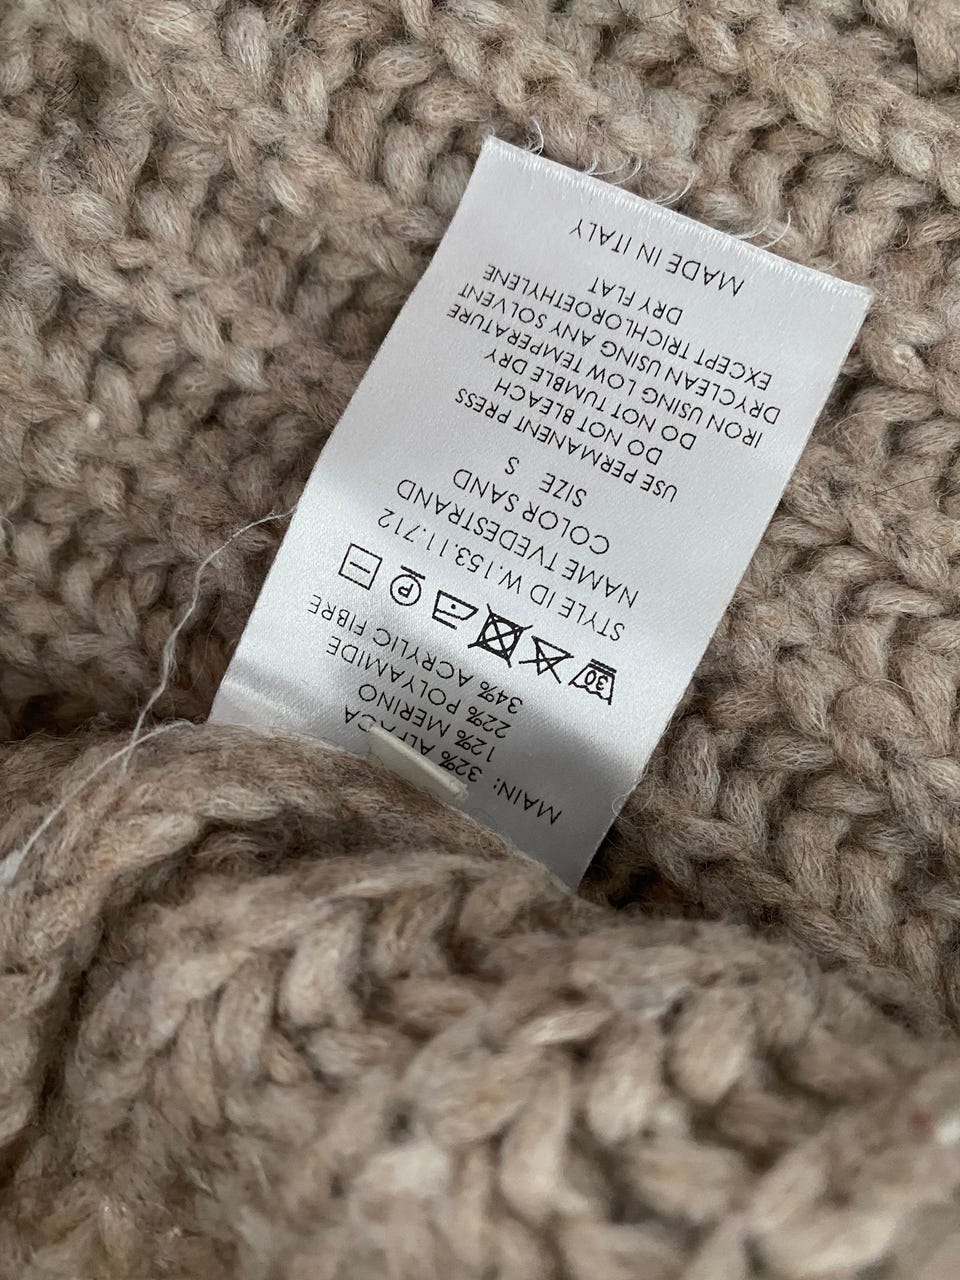 MAIN: 32% ALPACA
12% MERINO
22% POLYAMIDE
34% ACRYLIC FIBRE
30 P
STYLE ID W.153.11.712
NAME TVEDESTRAND
COLOR SAND
SIZE S
USE PERMANENT PRESS
DO NOT BLEACH
DO NOT TUMBLE DRY
IRON USING LOW TEMPERATURE
DRYCLEAN USING ANY SOLVENT
EXCEPT TRICHLOROETHYLENE
DRY FLAT
MADE IN ITALY